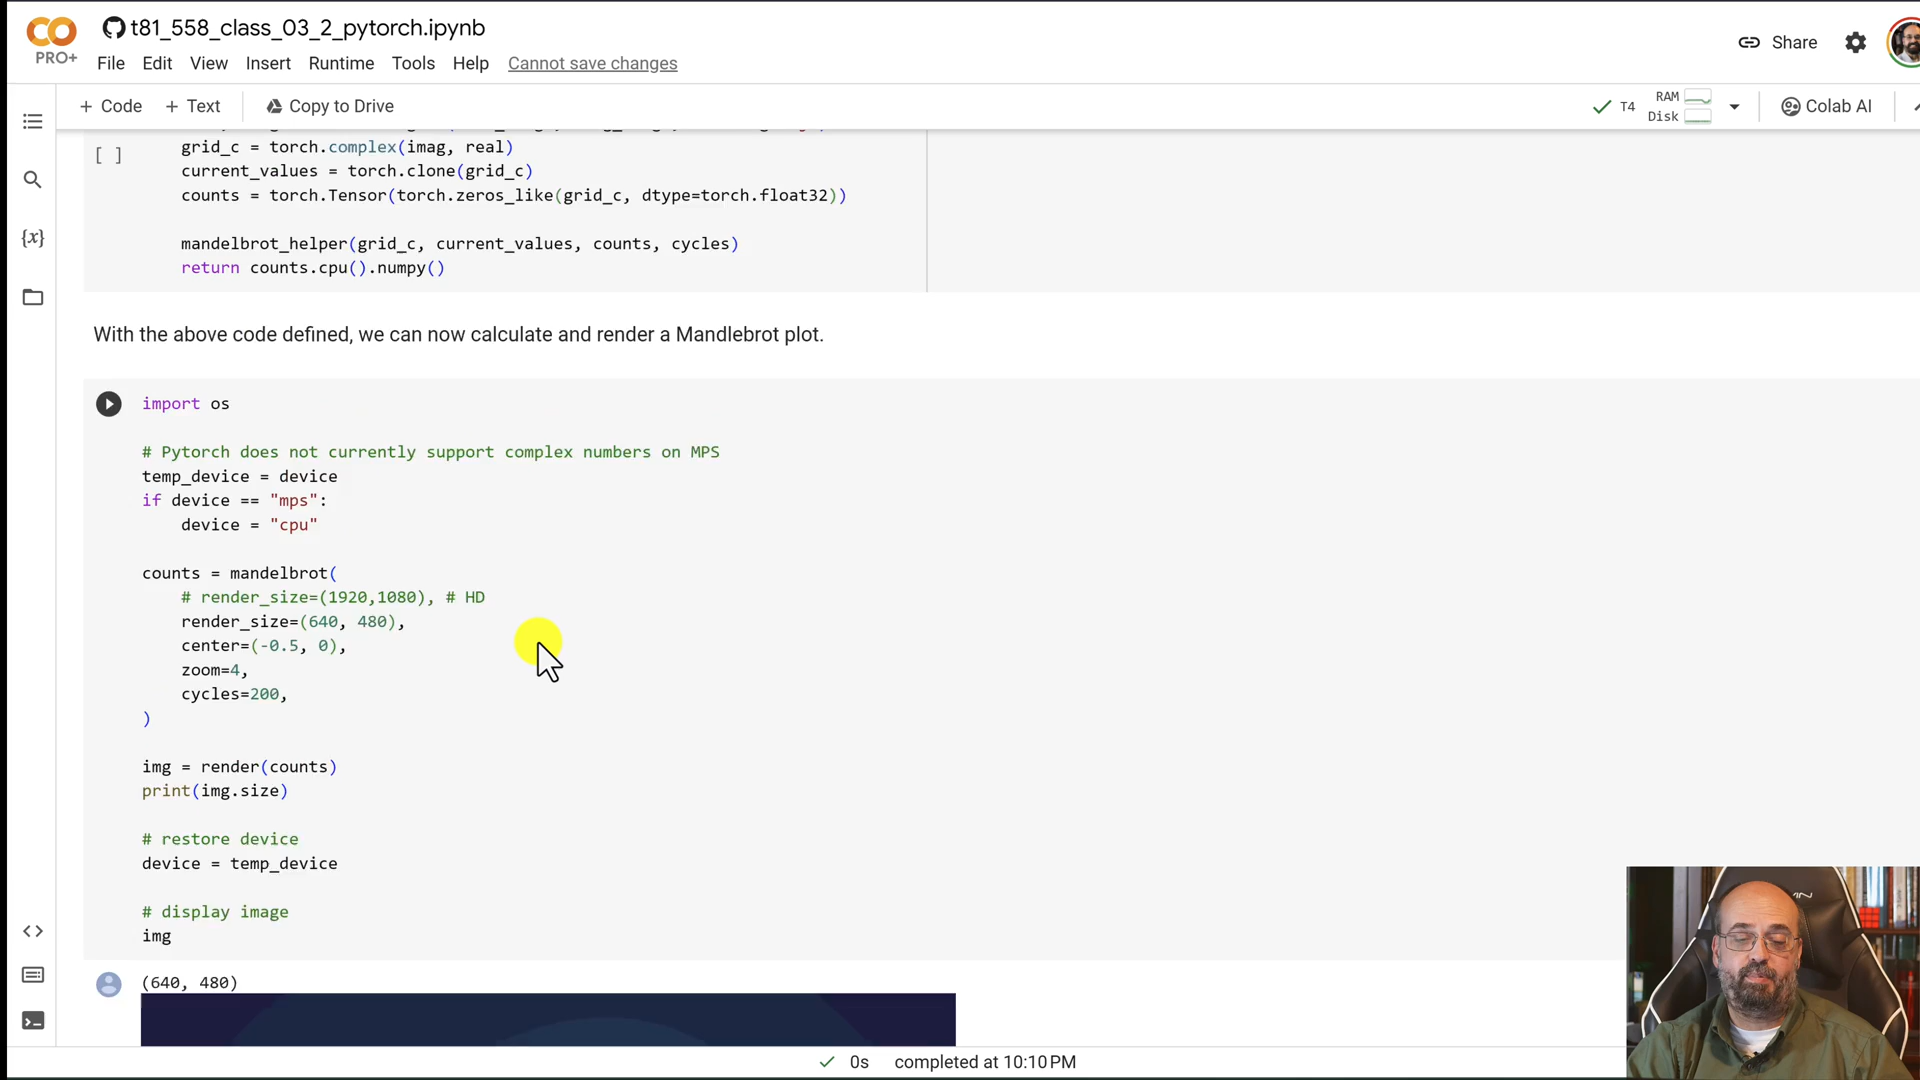 t81_558_class_03_2_pytorch.ipynb
PRO+
File Edit View Insert Runtime Tools Help Cannot save changes
Share
+ Code + Text Copy to Drive
T4
RAM
Disk
Colab AI
[ ]
grid_c = torch.complex(imag, real)
current_values = torch.clone(grid_c)
counts = torch.Tensor(torch.zeros_like(grid_c, dtype=torch.float32))
mandelbrot_helper(grid_c, current_values, counts, cycles)
return counts.cpu().numpy()
With the above code defined, we can now calculate and render a Mandlebrot plot.
import os
# Pytorch does not currently support complex numbers on MPS
temp_device = device
if device == "mps":
device = "cpu"
counts = mandelbrot(
# render_size=(1920,1080), # HD
render_size=(640, 480),
center=(-0.5, 0),
zoom=4,
cycles=200,
)
img = render(counts)
print(img.size)
# restore device
device = temp_device
# display image
img
(640, 480)
0s completed at 10:10 PM